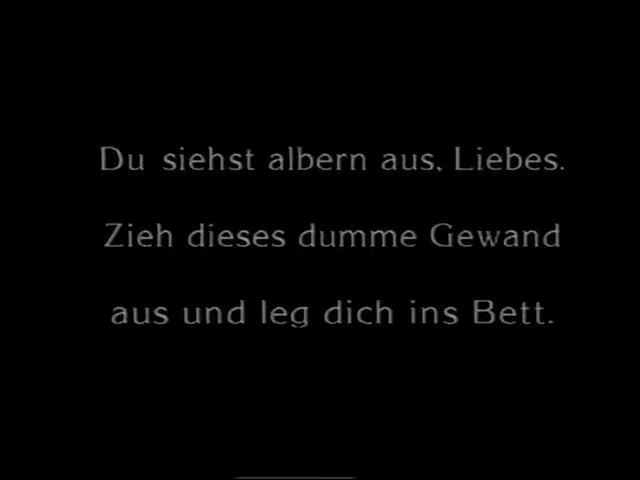 Du siehst albern aus, Liebes.
Zieh dieses dumme Gewand
aus und leg dich ins Bett.